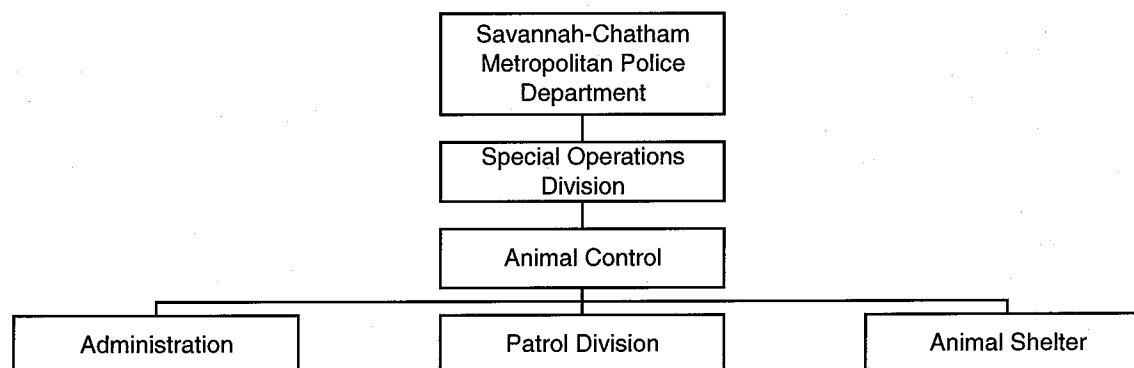 Savannah-Chatham
Metropolitan Police
Department
Special Operations
Division
Animal Control
Administration
Patrol Division
Animal Shelter